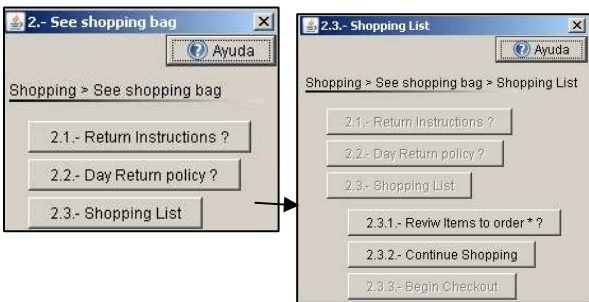 2.- See shopping bag
Ayuda
Shopping > See shopping bag
2.1.- Return Instructions ?
2.2.- Day Return policy ?
2.3.- Shopping List
2.3.- Shopping List
Ayuda
Shopping > See shopping bag > Shopping List
2.1.- Return Instructions ?
2.2.- Day Return policy ?
2.3.- Shopping List
2.3.1.- Reviw Items to order * ?
2.3.2.- Continue Shopping
2.3.3.- Begin Checkout